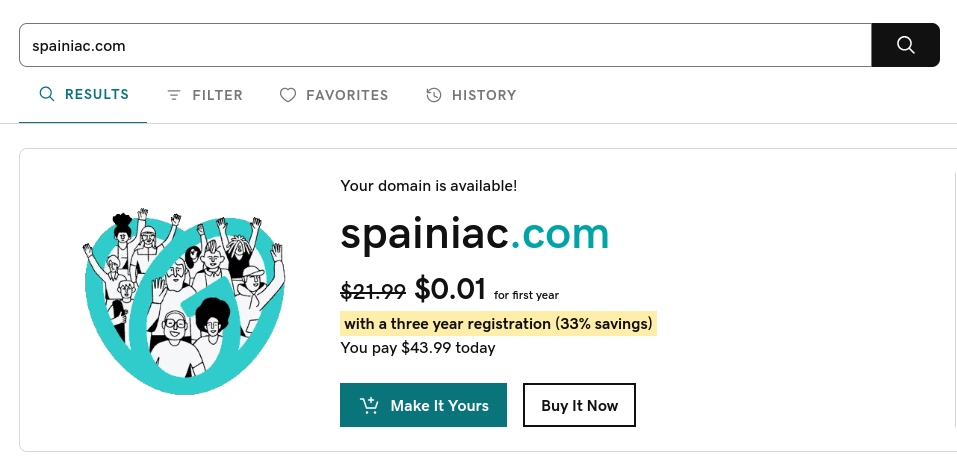 spainiac.com
RESULTS FILTER FAVORITES HISTORY
Your domain is available!
spainiac.com
$21.99 $0.01 for first year
with a three year registration (33% savings)
You pay $43.99 today
Make It Yours Buy It Now